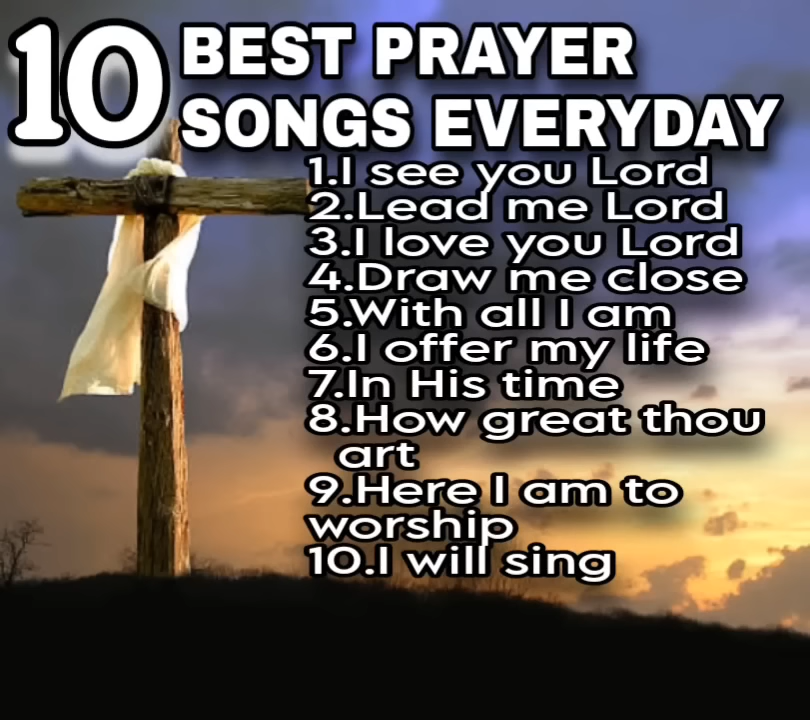 10 BEST PRAYER
SONGS EVERYDAY
1.I see you Lord
2.Lead me Lord
3.I love you Lord
4.Draw me close
5.With all I am
6.I offer my life
7.In His time
8.How great thou
art
9.Here I am to
worship
10.I will sing